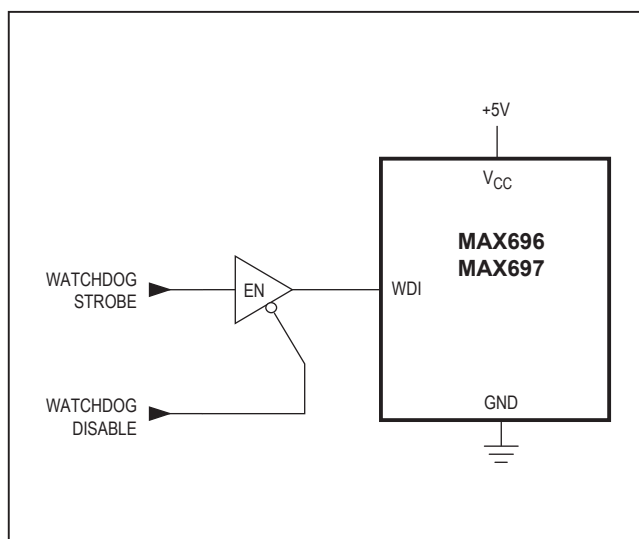 +5V
VCC
MAX696
MAX697
WATCHDOG
STROBE
EN
WDI
WATCHDOG
DISABLE
GND